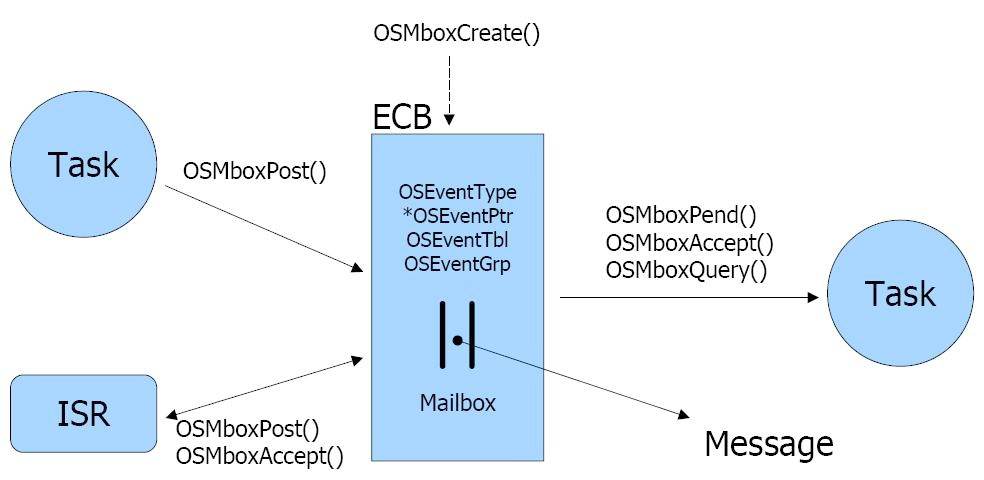 OSMboxCreate()
ECB
Task
OSMboxPost()
OSEventType
*OSEventPtr
OSEventTbl
OSEventGrp
OSMboxPend()
OSMboxAccept()
OSMboxQuery()
Task
Mailbox
ISR
OSMboxPost()
OSMboxAccept()
Message